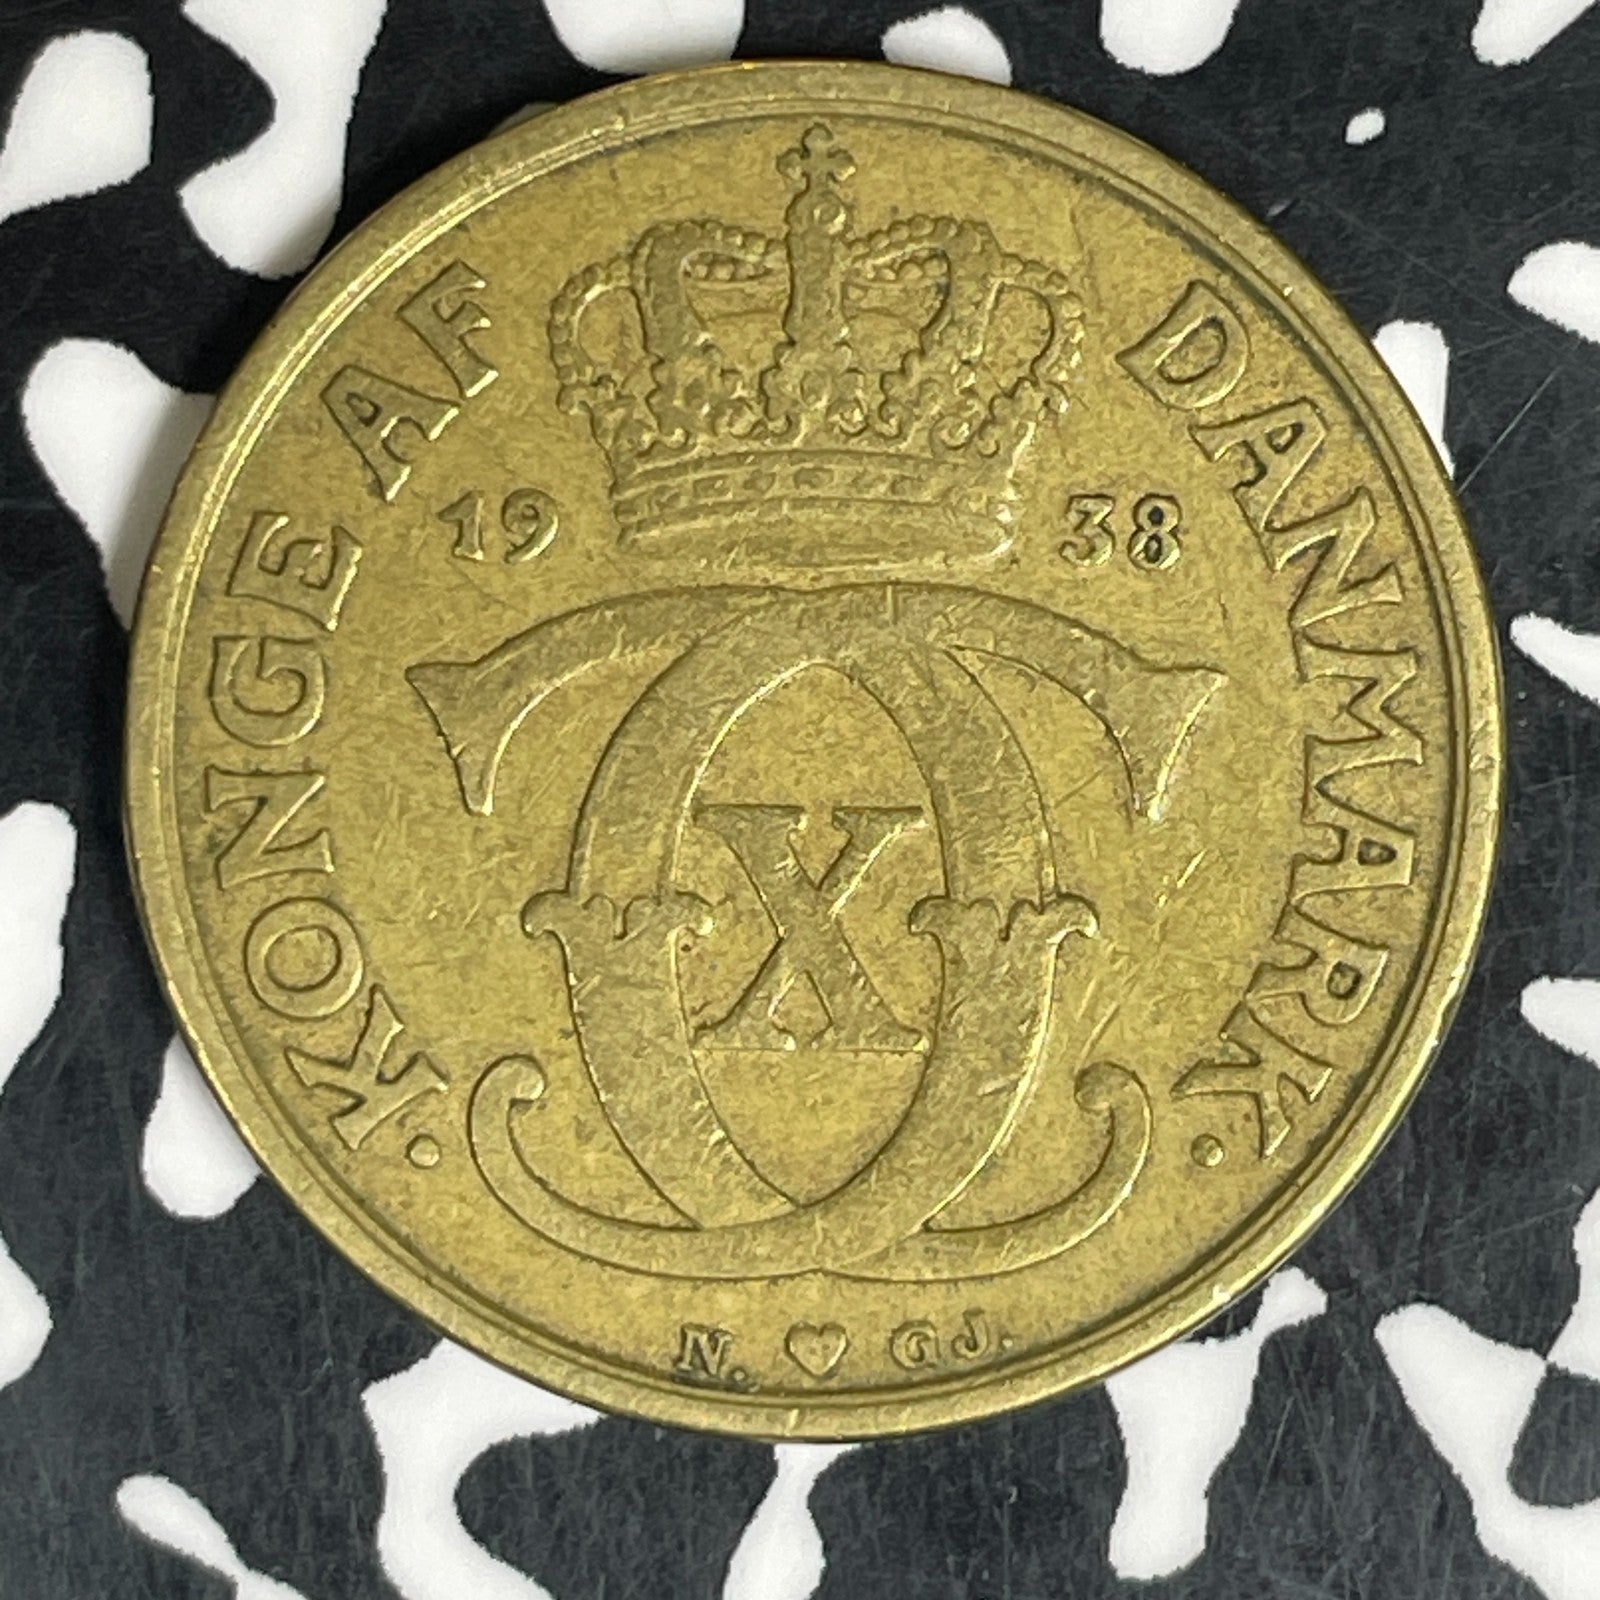 · KONGE AF DANMARK ·
19 38
X
N. ♥ GJ.